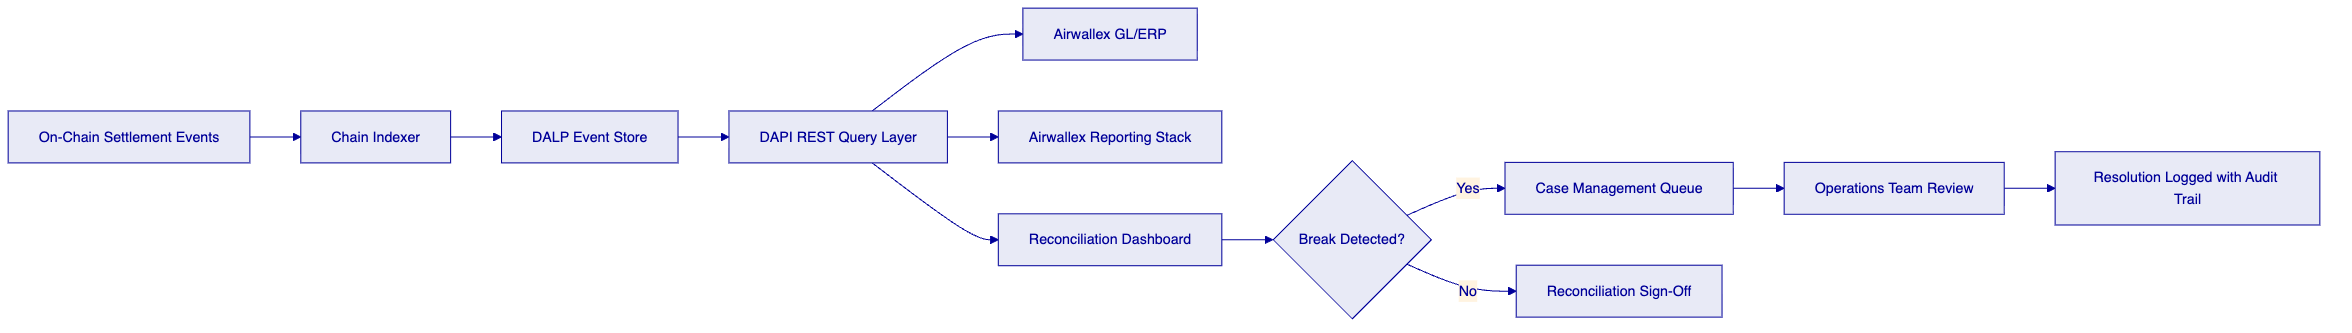 On-Chain Settlement Events
Chain Indexer
DALP Event Store
DAPI REST Query Layer
Airwallex GL/ERP
Airwallex Reporting Stack
Reconciliation Dashboard
Break Detected?
Yes
No
Case Management Queue
Reconciliation Sign-Off
Operations Team Review
Resolution Logged with Audit
Trail